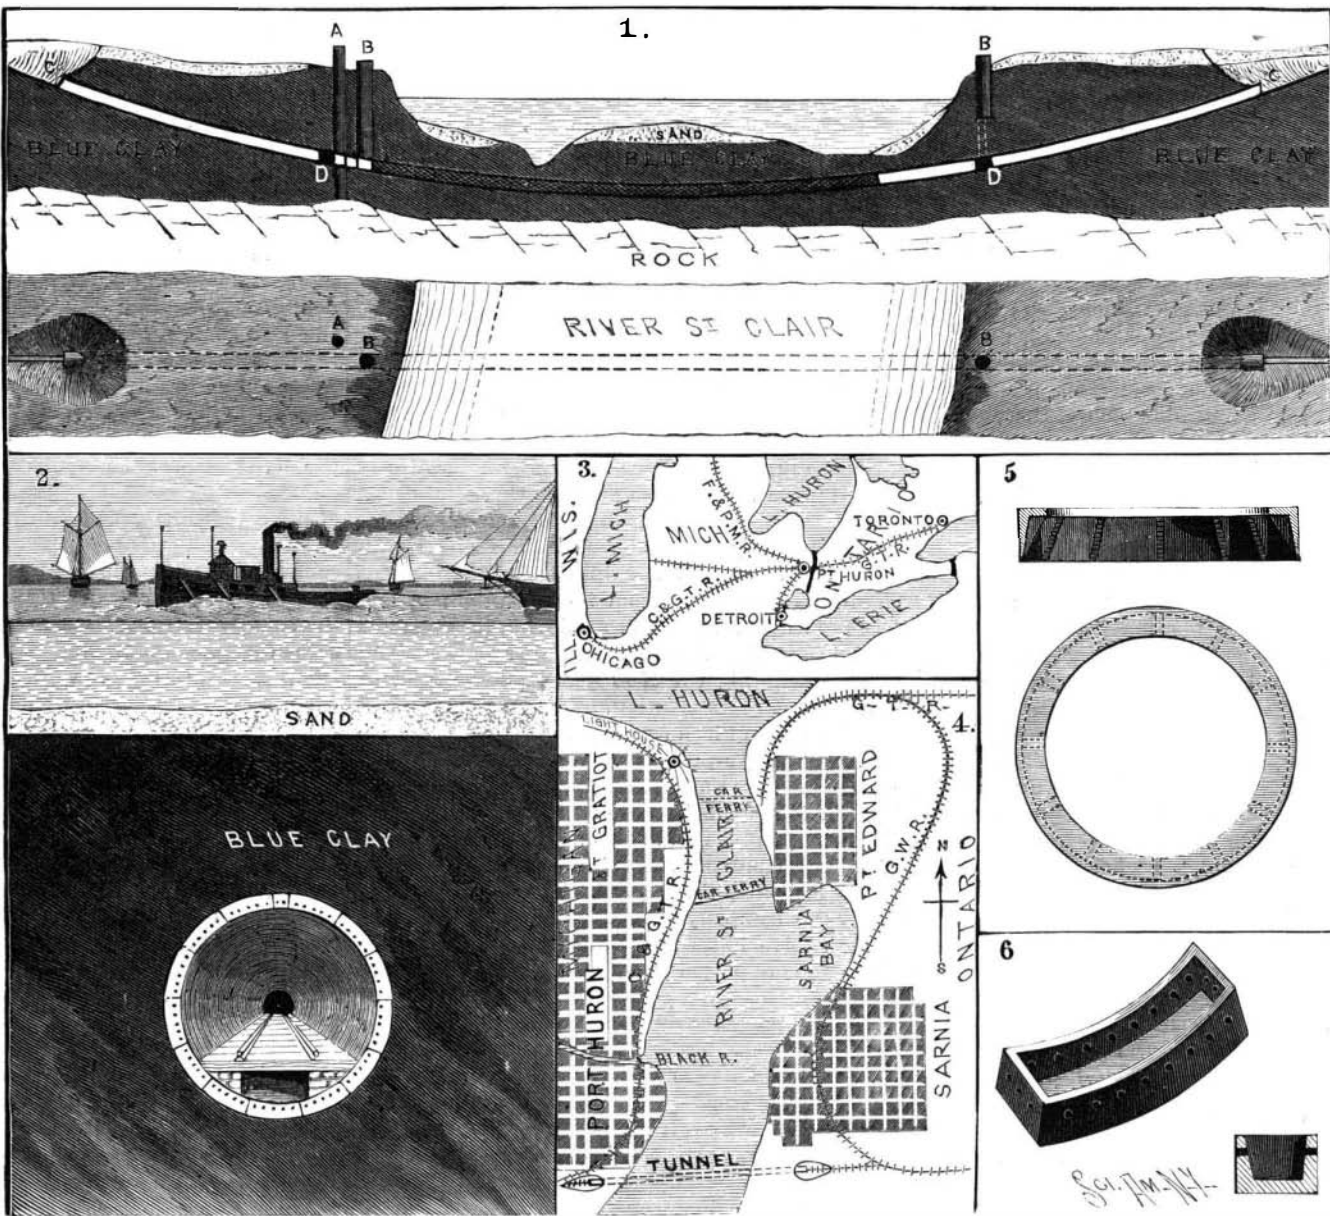 1.
A
B
B
C
C
SAND
BLUE CLAY
BLUE CLAY
BLUE CLAY
D
D
ROCK
RIVER ST CLAIR
A
B
B
2.
SAND
BLUE CLAY
3.
WIS.
L. MICH
MICH
F. & P. M. R.
L. HURON
TORONTO
ONTARIO
G. T. R.
PT HURON
C. & G. T. R.
DETROIT
L. ERIE
ILL.
CHICAGO
4.
L. HURON
G. T. R.
LIGHT HOUSE
FT GRATIOT
CAR
FERRY
PT EDWARD
G. W. R.
N
S
CAR FERRY
RIVER ST CLAIR
C & G. T. R.
SARNIA
BAY
ONTARIO
PORT HURON
BLACK R.
SARNIA
TUNNEL
5
6
SCI. AM. N.Y.